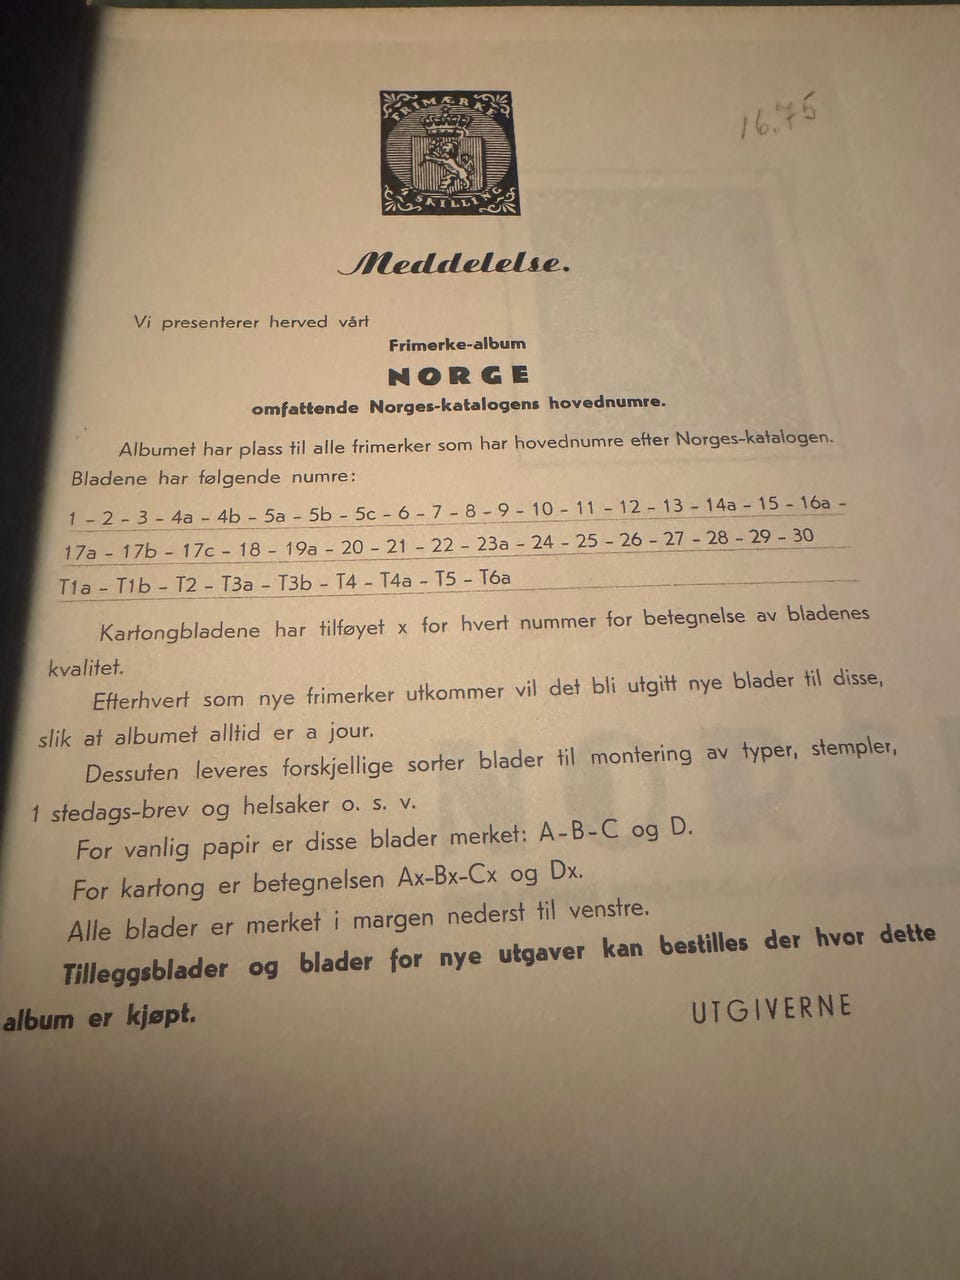 FRIMÆRKE
4 SKILLING
16.75
Meddelelse.
Vi presenterer herved vårt
Frimerke-album
NORGE
omfattende Norges-katalogens hovednumre.
Albumet har plass til alle frimerker som har hovednumre efter Norges-katalogen.
Bladene har følgende numre:
1 - 2 - 3 - 4a - 4b - 5a - 5b - 5c - 6 - 7 - 8 - 9 - 10 - 11 - 12 - 13 - 14a - 15 - 16a -
17a - 17b - 17c - 18 - 19a - 20 - 21 - 22 - 23a - 24 - 25 - 26 - 27 - 28 - 29 - 30
T1a - T1b - T2 - T3a - T3b - T4 - T4a - T5 - T6a
Kartongbladene har tilføyet x for hvert nummer for betegnelse av bladenes
kvalitet.
Efterhvert som nye frimerker utkommer vil det bli utgitt nye blader til disse,
slik at albumet alltid er a jour.
Dessuten leveres forskjellige sorter blader til montering av typer, stempler,
1 stedags-brev og helsaker o. s. v.
For vanlig papir er disse blader merket: A-B-C og D.
For kartong er betegnelsen Ax-Bx-Cx og Dx.
Alle blader er merket i margen nederst til venstre.
Tilleggsblader og blader for nye utgaver kan bestilles der hvor dette
album er kjøpt.
UTGIVERNE